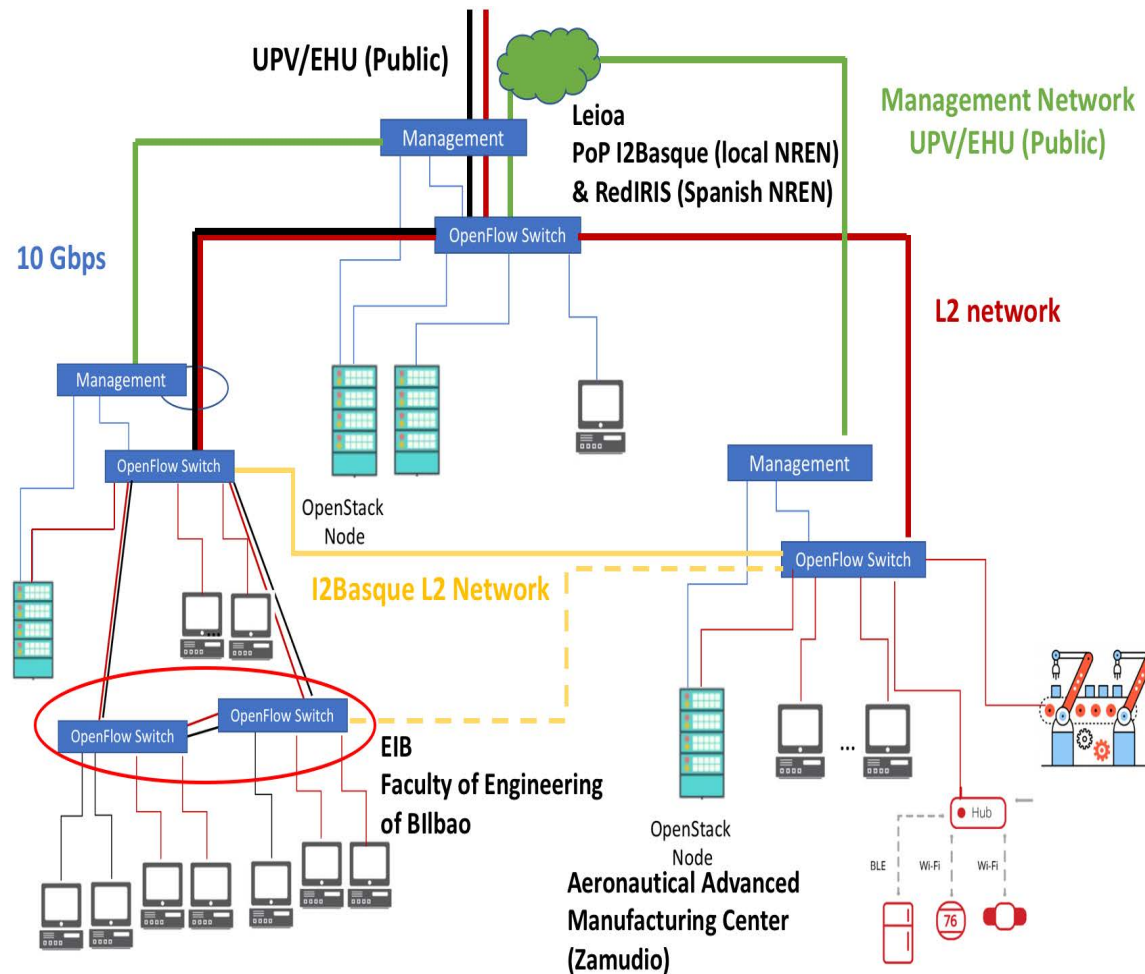 UPV/EHU (Public)
Management
Leioa
PoP I2Basque (local NREN)
& RedIRIS (Spanish NREN)
Management Network
UPV/EHU (Public)
OpenFlow Switch
10 Gbps
L2 network
Management
OpenFlow Switch
Management
OpenStack
Node
OpenFlow Switch
I2Basque L2 Network
...
OpenFlow Switch
OpenFlow Switch
EIB
Faculty of Engineering
of BIlbao
...
Hub
OpenStack
Node
BLE
Wi-Fi
Wi-Fi
Aeronautical Advanced
Manufacturing Center
(Zamudio)
76